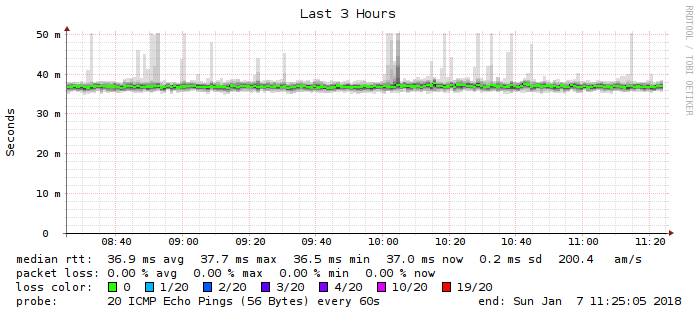 Last 3 Hours
RRDTOOL / TOBI OETIKER
Seconds
50 m
40 m
30 m
20 m
10 m
0
08:40 09:00 09:20 09:40 10:00 10:20 10:40 11:00 11:20
median rtt: 36.9 ms avg 37.7 ms max 36.5 ms min 37.0 ms now 0.2 ms sd 200.4 am/s
packet loss: 0.00 % avg 0.00 % max 0.00 % min 0.00 % now
loss color: 0 1/20 2/20 3/20 4/20 10/20 19/20
probe: 20 ICMP Echo Pings (56 Bytes) every 60s end: Sun Jan 7 11:25:05 2018